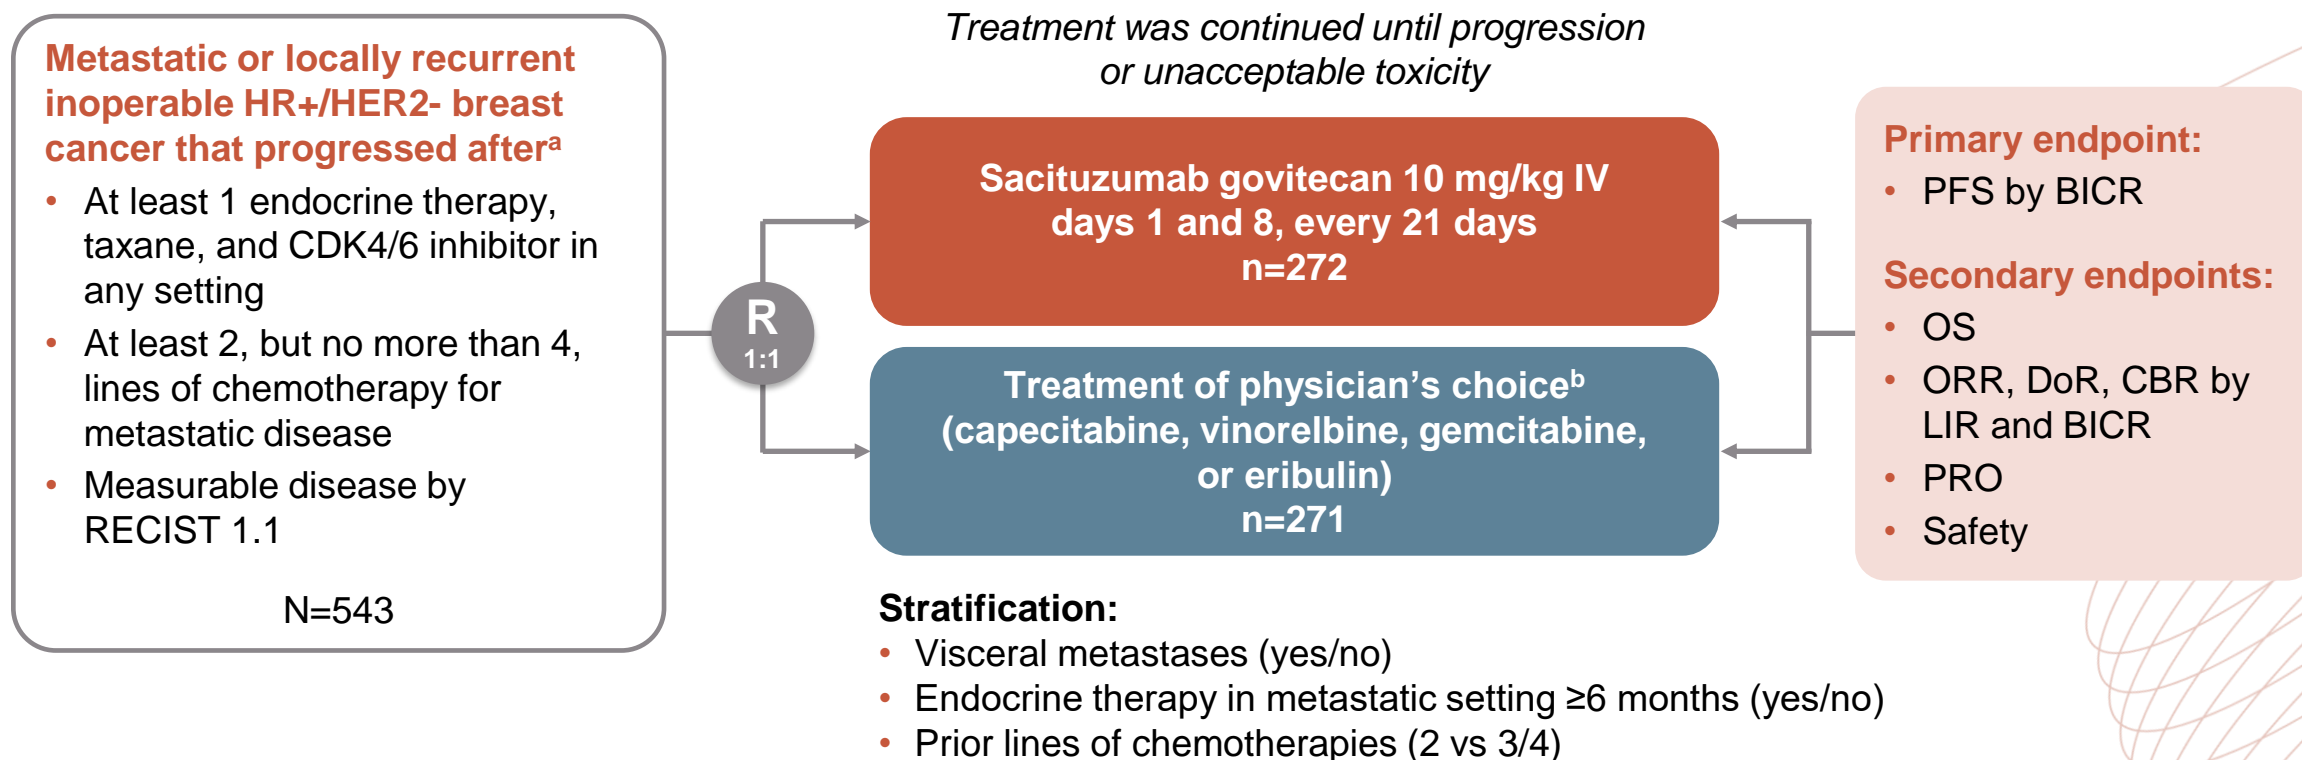 Metastatic or locally recurrent
inoperable HR+/HER2- breast
cancer that progressed afterᵃ
• At least 1 endocrine therapy,
taxane, and CDK4/6 inhibitor in
any setting
• At least 2, but no more than 4,
lines of chemotherapy for
metastatic disease
• Measurable disease by
RECIST 1.1
N=543
R
1:1
Treatment was continued until progression
or unacceptable toxicity
Sacituzumab govitecan 10 mg/kg IV
days 1 and 8, every 21 days
n=272
Treatment of physician’s choiceᵇ
(capecitabine, vinorelbine, gemcitabine,
or eribulin)
n=271
Stratification:
• Visceral metastases (yes/no)
• Endocrine therapy in metastatic setting ≥6 months (yes/no)
• Prior lines of chemotherapies (2 vs 3/4)
Primary endpoint:
• PFS by BICR
Secondary endpoints:
• OS
• ORR, DoR, CBR by
LIR and BICR
• PRO
• Safety